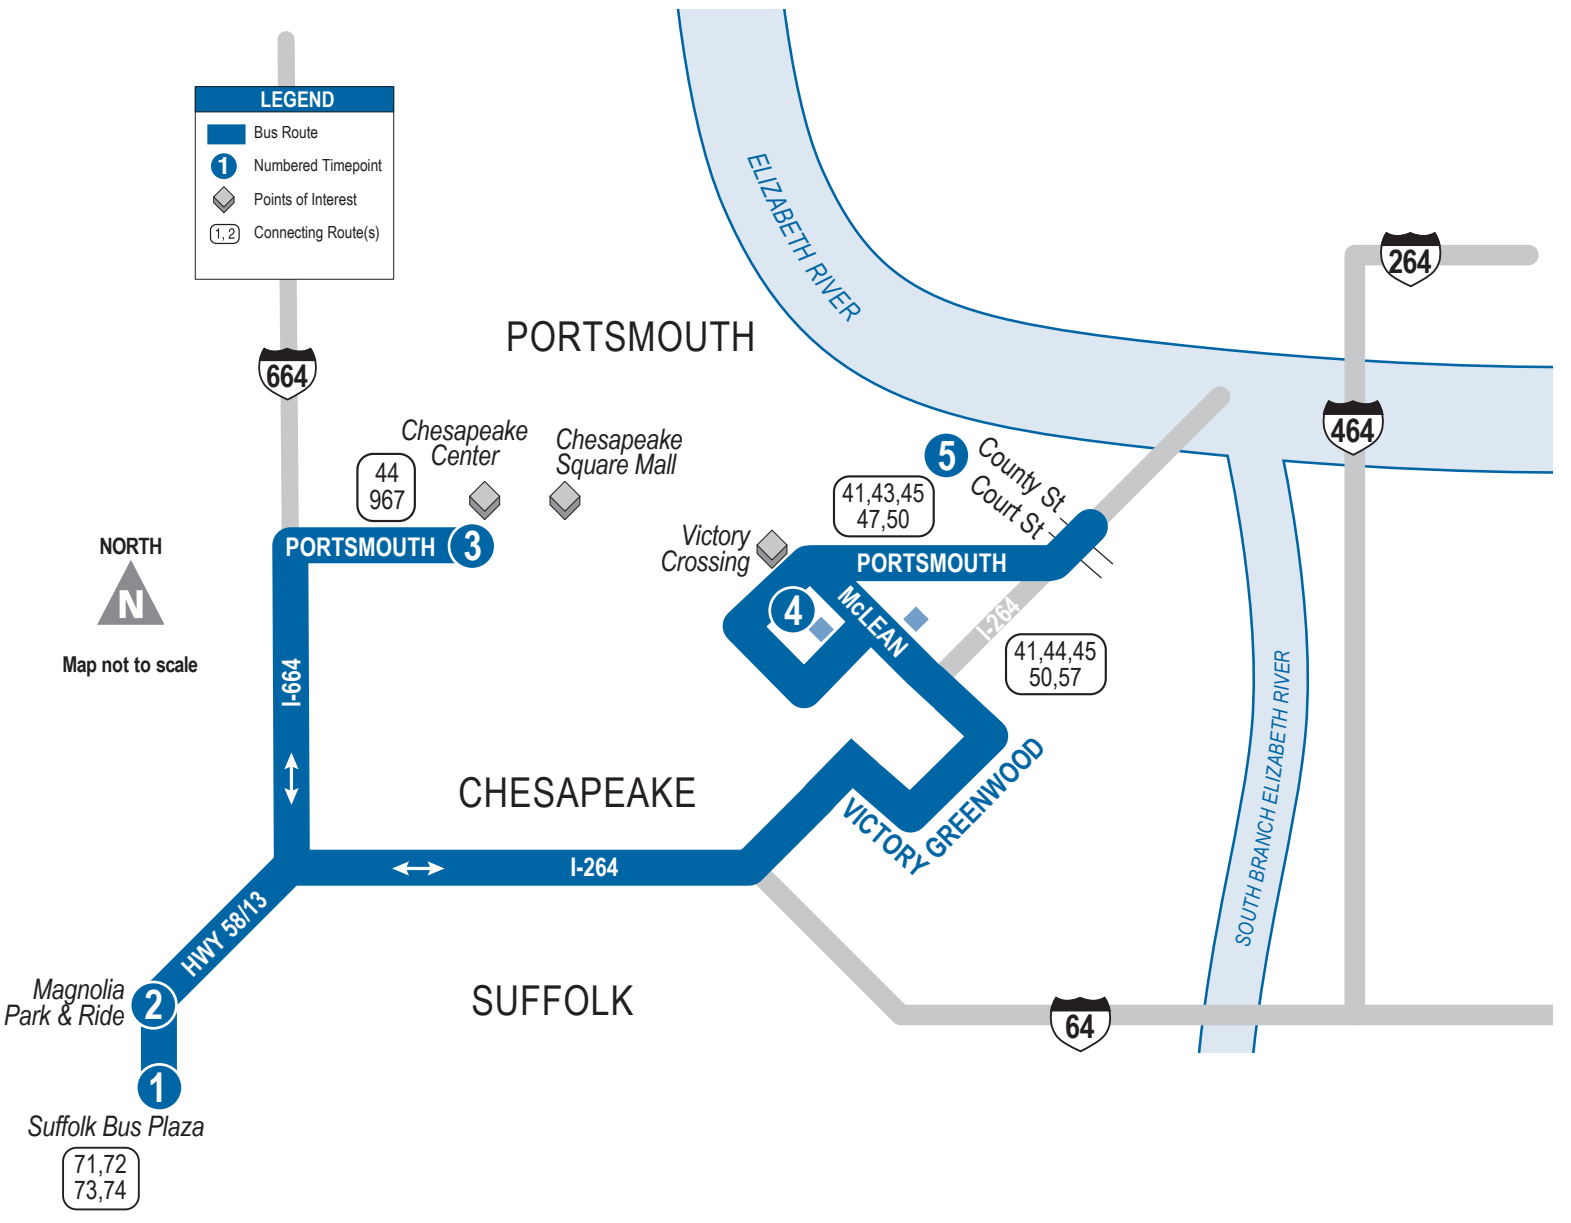 LEGEND
Bus Route
1 Numbered Timepoint
Points of Interest
1, 2 Connecting Route(s)
ELIZABETH RIVER
264
PORTSMOUTH
664
464
Chesapeake
Center
Chesapeake
Square Mall
44
967
5
County St
Court St
41,43,45
47,50
Victory
Crossing
NORTH
N
Map not to scale
PORTSMOUTH
3
PORTSMOUTH
4
McLEAN
I-264
41,44,45
50,57
I-664
SOUTH BRANCH ELIZABETH RIVER
CHESAPEAKE
VICTORY
GREENWOOD
I-264
HWY 58/13
Magnolia
Park & Ride
2
SUFFOLK
64
1
Suffolk Bus Plaza
71,72
73,74